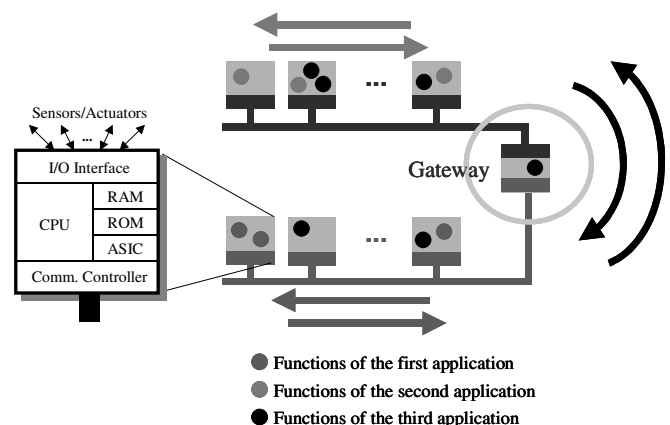 Sensors/Actuators
...
I/O Interface
CPU
RAM
ROM
ASIC
Comm. Controller
...
Gateway
...
Functions of the first application
Functions of the second application
Functions of the third application